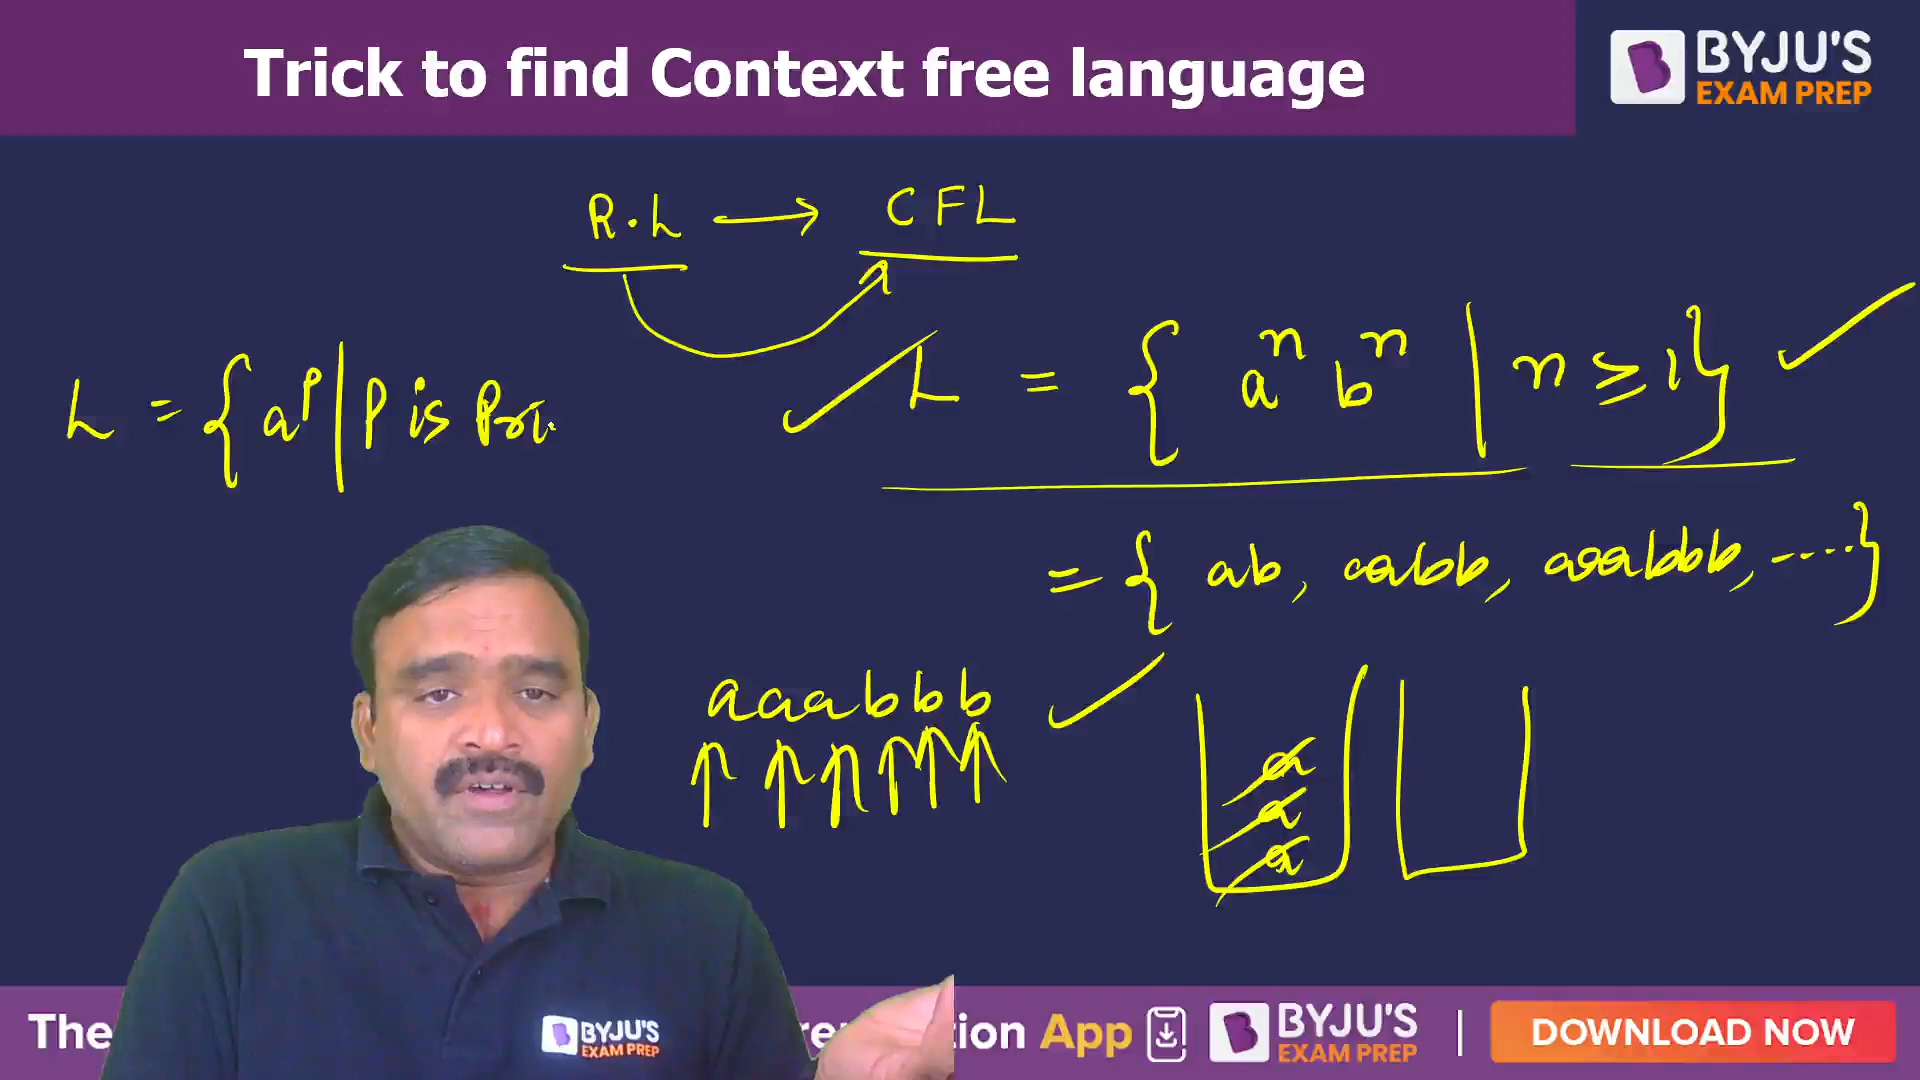 Trick to find Context free language
BYJU'S
EXAM PREP
R.L → CFL
L = { a^p | P is Pri
L = { a^n b^n | n ≥ 1 }
= { ab, aabb, aaabbb, ....}
aaabbb
a
a
a
The
tion App
BYJU'S
EXAM PREP
DOWNLOAD NOW
BYJU'S
EXAM PREP